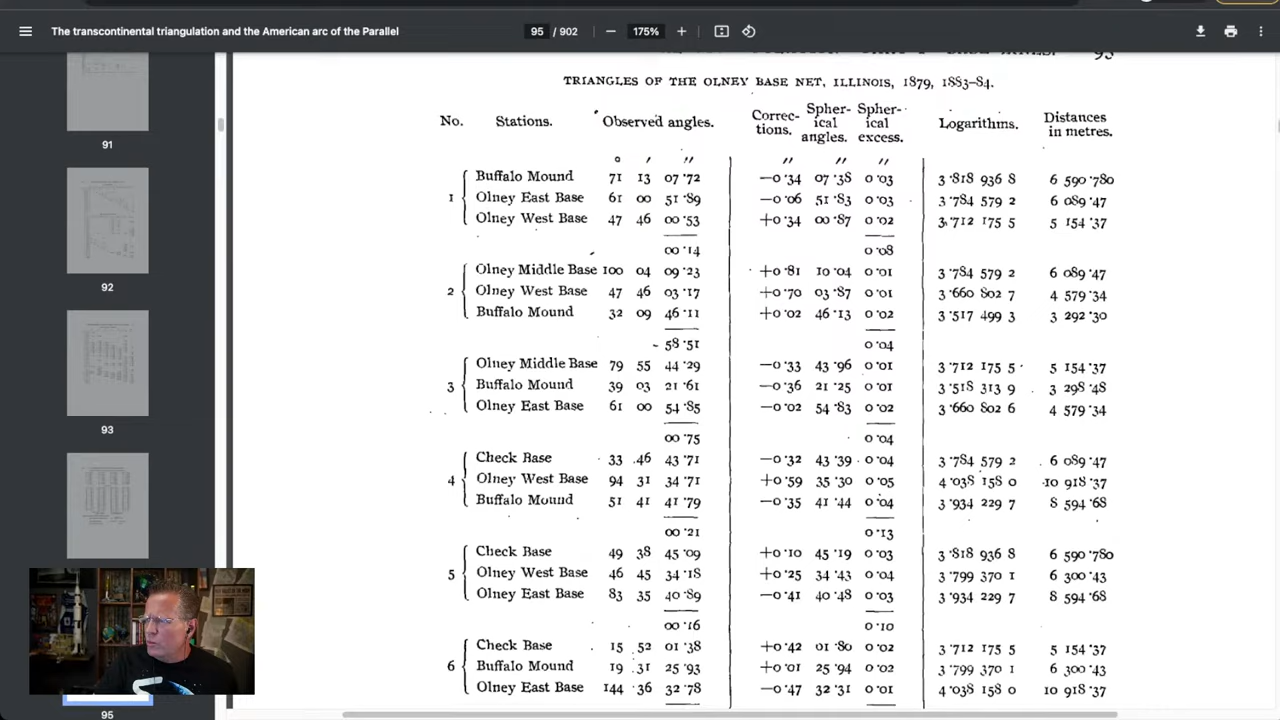 The transcontinental triangulation and the American arc of the Parallel 95 / 902 175%
TRIANGLES OF THE OLNEY BASE NET, ILLINOIS, 1879, 1883–84.
No. Stations. Observed angles. Corrections. Spherical angles. Spherical excess. Logarithms. Distances in metres.
° ′ ″ ″ ″ ″
Buffalo Mound 71 13 07·72 —0·34 07·38 0·03 3·818 936 8 6 590·780
1 Olney East Base 61 00 51·89 —0·06 51·83 0·03 3·784 579 2 6 089·47
Olney West Base 47 46 00·53 +0·34 00·87 0·02 3·712 175 5 5 154·37
00·14 0·08
Olney Middle Base 100 04 09·23 +0·81 10·04 0·01 3·784 579 2 6 089·47
2 Olney West Base 47 46 03·17 +0·70 03·87 0·01 3·660 802 7 4 579·34
Buffalo Mound 32 09 46·11 +0·02 46·13 0·02 3·517 499 3 3 292·30
58·51 0·04
Olney Middle Base 79 55 44·29 —0·33 43·96 0·01 3·712 175 5 5 154·37
3 Buffalo Mound 39 03 21·61 —0·36 21·25 0·01 3·518 313 9 3 298·48
Olney East Base 61 00 54·85 —0·02 54·83 0·02 3·660 802 6 4 579·34
00·75 0·04
Check Base 33 46 43·71 —0·32 43·39 0·04 3·784 579 2 6 089·47
4 Olney West Base 94 31 34·71 +0·59 35·30 0·05 4·038 158 0 10 918·37
Buffalo Mound 51 41 41·79 —0·35 41·44 0·04 3·934 229 7 8 594·68
00·21 0·13
Check Base 49 38 45·09 +0·10 45·19 0·03 3·818 936 8 6 590·780
5 Olney West Base 46 45 34·18 +0·25 34·43 0·04 3·799 370 1 6 300·43
Olney East Base 83 35 40·89 —0·41 40·48 0·03 3·934 229 7 8 594·68
00·16 0·10
Check Base 15 52 01·38 +0·42 01·80 0·02 3·712 175 5 5 154·37
6 Buffalo Mound 19 31 25·93 +0·01 25·94 0·02 3·799 370 1 6 300·43
Olney East Base 144 36 32·78 —0·47 32·31 0·01 4·038 158 0 10 918·37
91
92
93
95